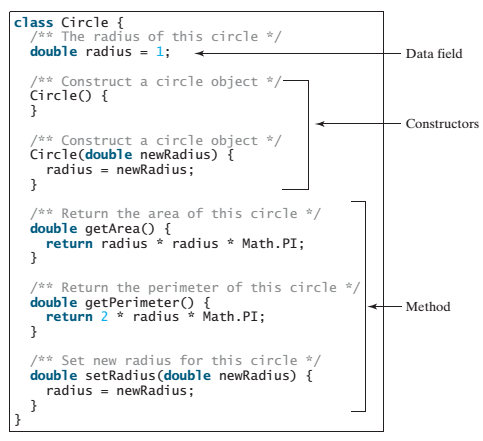 class Circle {
/** The radius of this circle */
double radius = 1;
Data field
/** Construct a circle object */
Circle() {
}
Constructors
/** Construct a circle object */
Circle(double newRadius) {
radius = newRadius;
}
/** Return the area of this circle */
double getArea() {
return radius * radius * Math.PI;
}
/** Return the perimeter of this circle */
double getPerimeter() {
return 2 * radius * Math.PI;
}
Method
/** Set new radius for this circle */
double setRadius(double newRadius) {
radius = newRadius;
}
}